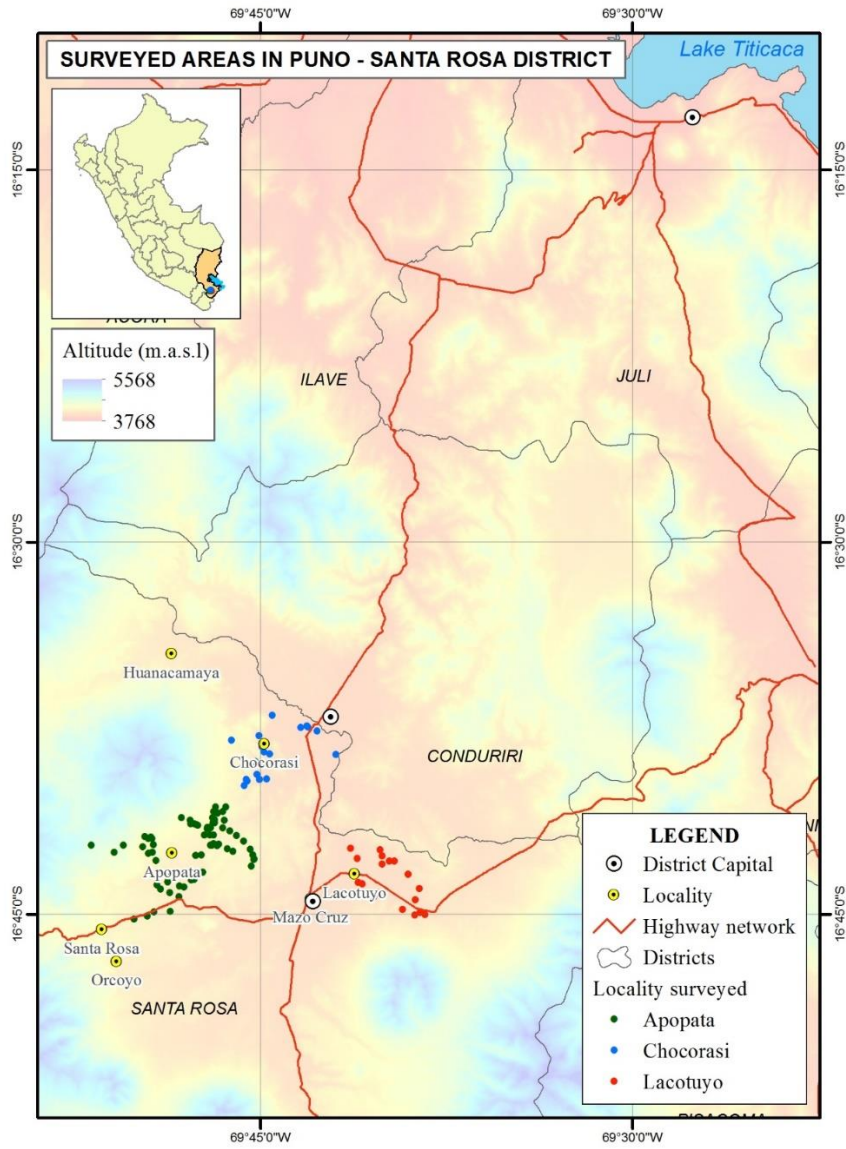 69°45'0"W
69°30'0"W
SURVEYED AREAS IN PUNO - SANTA ROSA DISTRICT
Lake Titicaca
16°15'0"S
16°15'0"S
Altitude (m.a.s.l)
5568
3768
ILAVE
JULI
16°30'0"S
16°30'0"S
Huanacamaya
Chocorasi
CONDURIRI
Apopata
Lacotuyo
Mazo Cruz
16°45'0"S
16°45'0"S
Santa Rosa
Orcoyo
SANTA ROSA
LEGEND
District Capital
Locality
Highway network
Districts
Locality surveyed
Apopata
Chocorasi
Lacotuyo
69°45'0"W
69°30'0"W